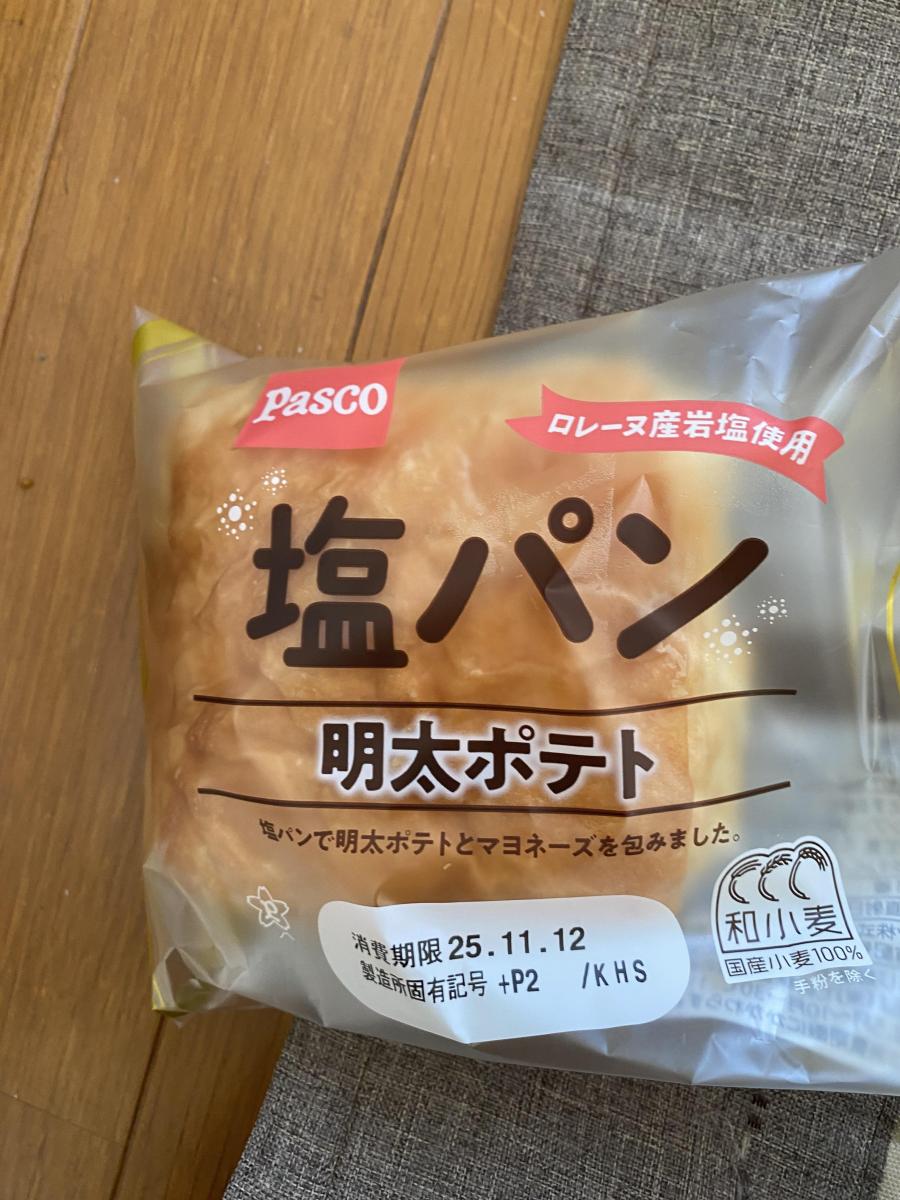 Pasco
ロレーヌ産岩塩使用
塩パン
明太ポテト
塩パンで明太ポテトとマヨネーズを包みました。
消費期限 25.11.12
製造所固有記号 +P2 /KHS
和小麦
国産小麦100%
手粉を除く